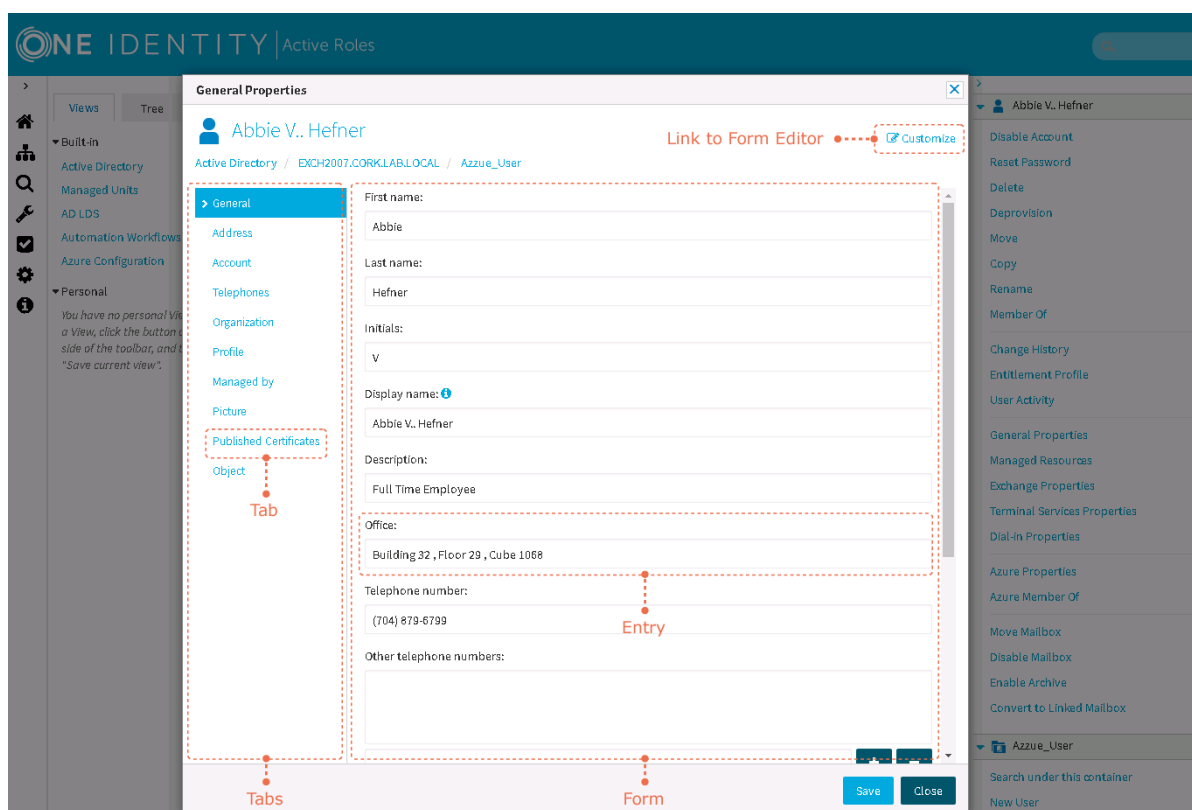 ONE IDENTITY Active Roles
Views Tree
Built-in
Active Directory
Managed Units
AD LDS
Automation Workflows
Azure Configuration
Personal
You have no personal Vie
a View, click the button
side of the toolbar, and t
"Save current view".
General Properties
Abbie V.. Hefner
Link to Form Editor
Customize
Active Directory / EXCH2007.CORK.LAB.LOCAL / Azzue_User
General
Address
Account
Telephones
Organization
Profile
Managed by
Picture
Published Certificates
Object
Tab
Tabs
First name:
Abbie
Last name:
Hefner
Initials:
V
Display name:
Abbie V.. Hefner
Description:
Full Time Employee
Office:
Building 32 , Floor 29 , Cube 1068
Telephone number:
(704) 879-6799
Entry
Other telephone numbers:
Form
Save Close
Abbie V.. Hefner
Disable Account
Reset Password
Delete
Deprovision
Move
Copy
Rename
Member Of
Change History
Entitlement Profile
User Activity
General Properties
Managed Resources
Exchange Properties
Terminal Services Properties
Dial-in Properties
Azure Properties
Azure Member Of
Move Mailbox
Disable Mailbox
Enable Archive
Convert to Linked Mailbox
Azzue_User
Search under this container
New User